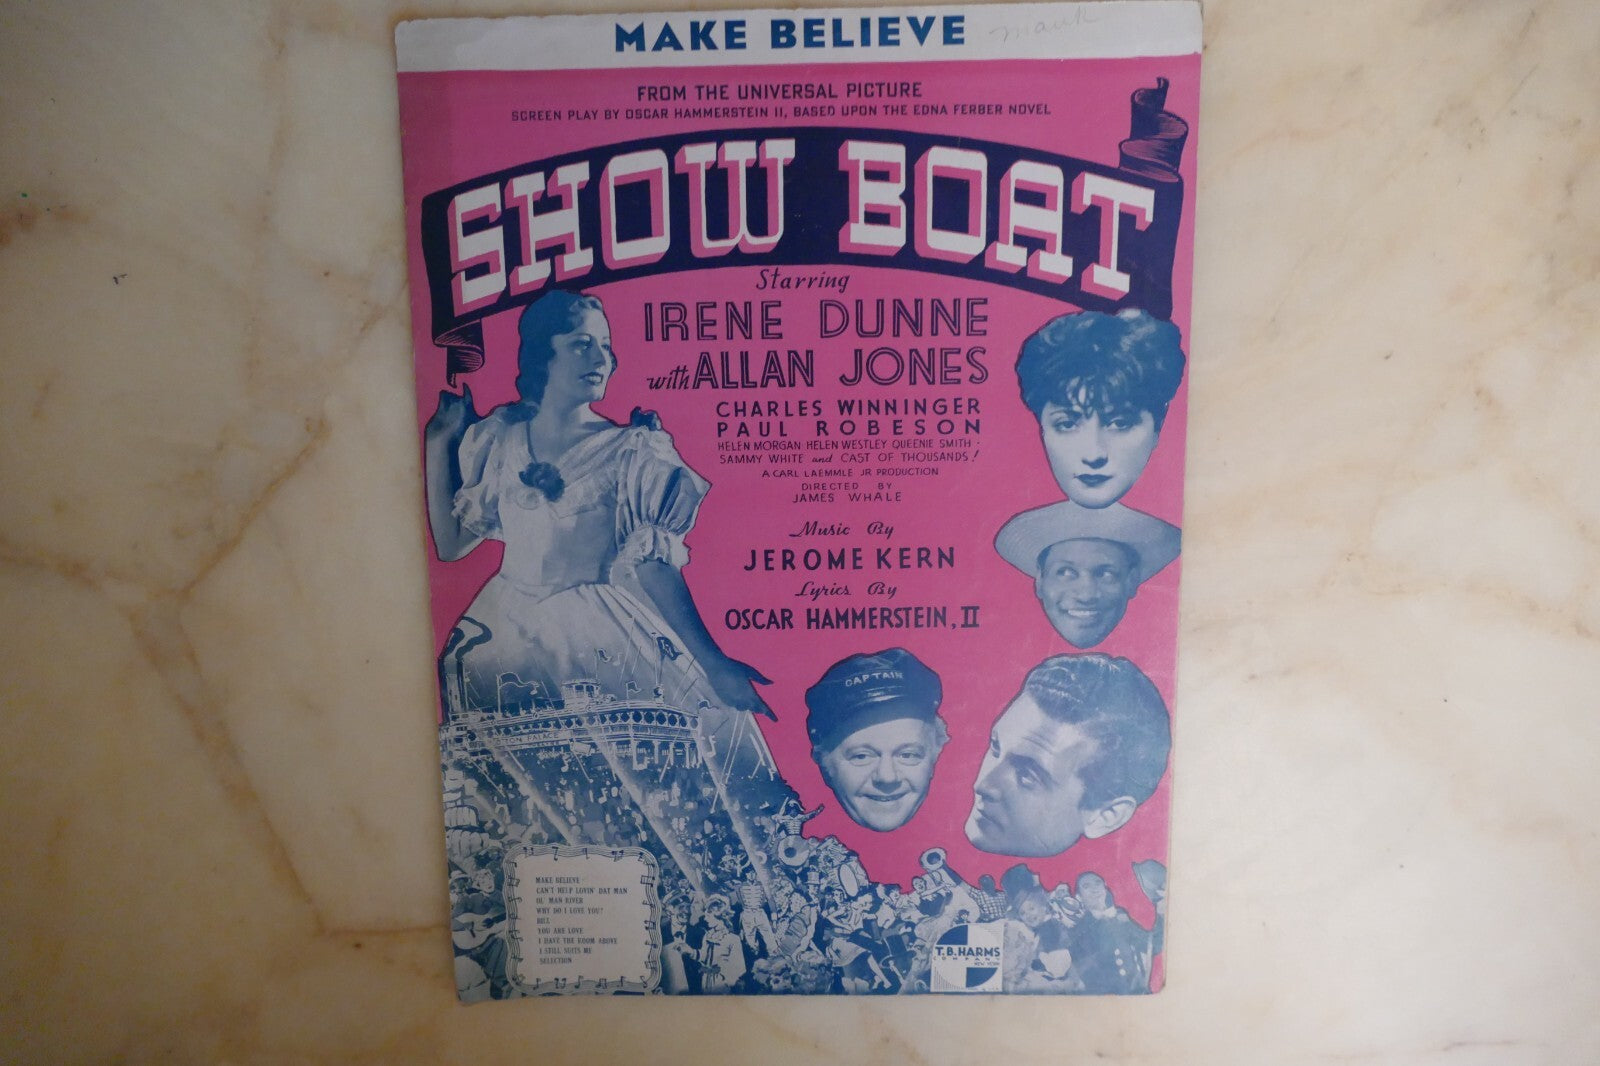 MAKE BELIEVE
FROM THE UNIVERSAL PICTURE
SCREEN PLAY BY OSCAR HAMMERSTEIN II, BASED UPON THE EDNA FERBER NOVEL
SHOW BOAT
Starring
IRENE DUNNE
with ALLAN JONES
CHARLES WINNINGER
PAUL ROBESON
HELEN MORGAN HELEN WESTLEY QUEENIE SMITH -
SAMMY WHITE and CAST OF THOUSANDS!
A CARL LAEMMLE JR PRODUCTION
DIRECTED BY
JAMES WHALE
Music By
JEROME KERN
Lyrics By
OSCAR HAMMERSTEIN, II
CAPTAIN
PALACE
MAKE BELIEVE
CAN'T HELP LOVIN' DAT MAN
OL' MAN RIVER
WHY DO I LOVE YOU?
BILL
YOU ARE LOVE
I HAVE THE ROOM ABOVE
I STILL SUITS ME
SELECTION
T. B. HARMS
COMPANY
NEW YORK